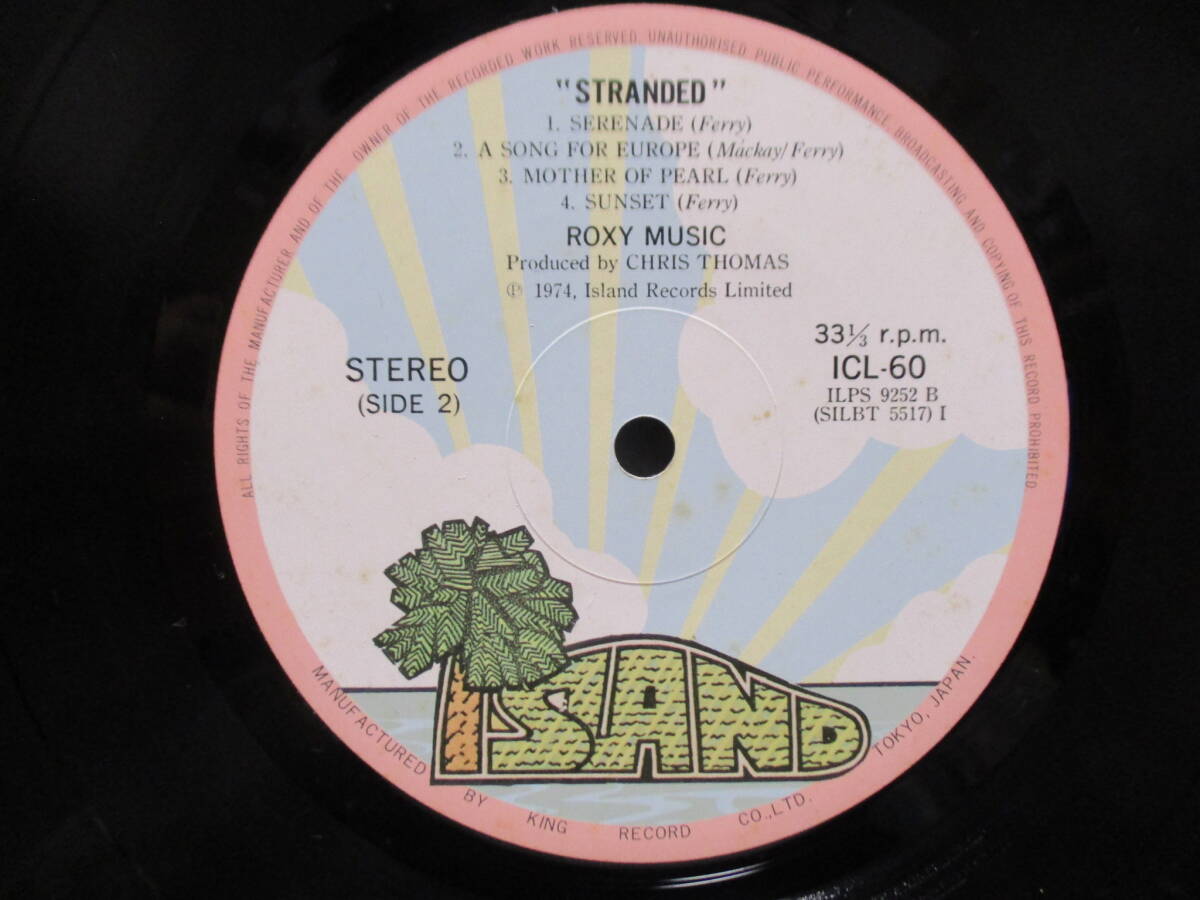 ALL RIGHTS OF THE MANUFACTURER AND OF THE OWNER OF THE RECORDED WORK RESERVED. UNAUTHORISED PUBLIC PERFORMANCE, BROADCASTING AND COPYING OF THIS RECORD PROHIBITED.
"STRANDED"
1. SERENADE (Ferry)
2. A SONG FOR EUROPE (Mackay/Ferry)
3. MOTHER OF PEARL (Ferry)
4. SUNSET (Ferry)
ROXY MUSIC
Produced by CHRIS THOMAS
℗ 1974, Island Records Limited
STEREO
(SIDE 2)
33⅓ r.p.m.
ICL-60
ILPS 9252 B
(SILBT 5517) I
ISLAND
MANUFACTURED BY KING RECORD CO.,LTD. TOKYO, JAPAN.